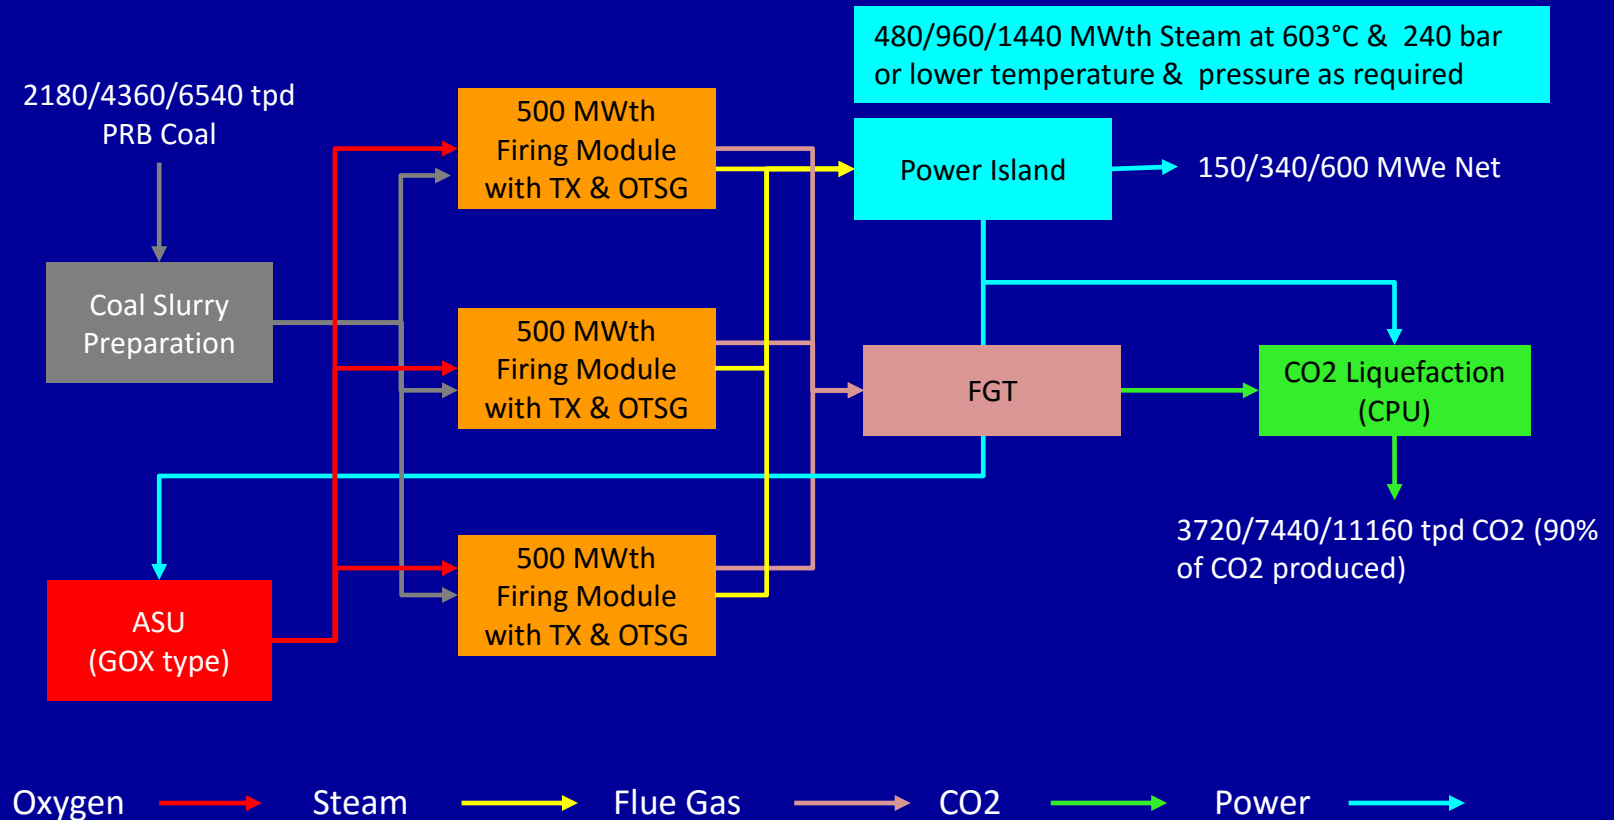 480/960/1440 MWth Steam at 603°C & 240 bar
or lower temperature & pressure as required
2180/4360/6540 tpd
PRB Coal
500 MWth
Firing Module
with TX & OTSG
Power Island
150/340/600 MWe Net
Coal Slurry
Preparation
500 MWth
Firing Module
with TX & OTSG
FGT
CO2 Liquefaction
(CPU)
3720/7440/11160 tpd CO2 (90%
of CO2 produced)
500 MWth
Firing Module
with TX & OTSG
ASU
(GOX type)
Oxygen Steam Flue Gas CO2 Power